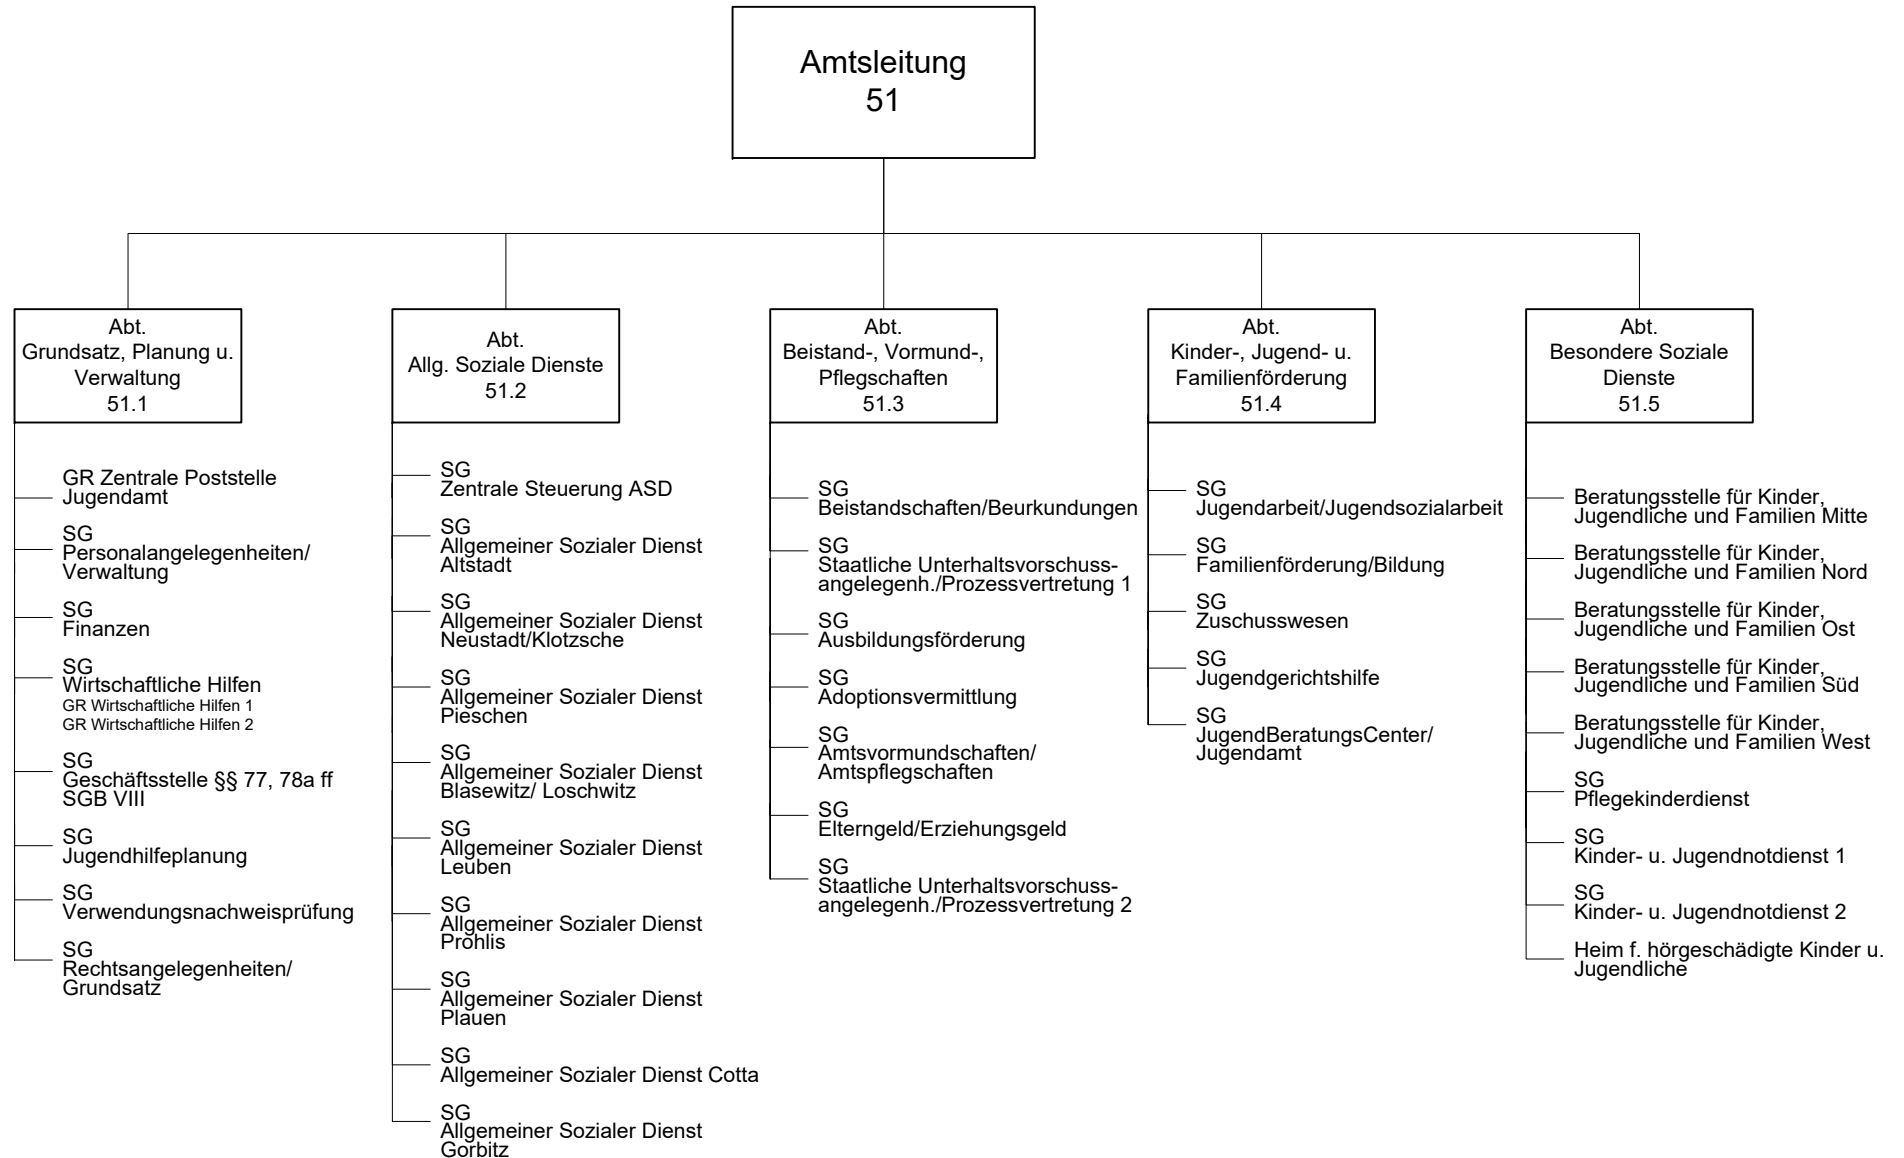 Amtsleitung
51
Abt.
Grundsatz, Planung u.
Verwaltung
51.1
GR Zentrale Poststelle
Jugendamt
SG
Personalangelegenheiten/
Verwaltung
SG
Finanzen
SG
Wirtschaftliche Hilfen
GR Wirtschaftliche Hilfen 1
GR Wirtschaftliche Hilfen 2
SG
Geschäftsstelle §§ 77, 78a ff
SGB VIII
SG
Jugendhilfeplanung
SG
Verwendungsnachweisprüfung
SG
Rechtsangelegenheiten/
Grundsatz
Abt.
Allg. Soziale Dienste
51.2
SG
Zentrale Steuerung ASD
SG
Allgemeiner Sozialer Dienst
Altstadt
SG
Allgemeiner Sozialer Dienst
Neustadt/Klotzsche
SG
Allgemeiner Sozialer Dienst
Pieschen
SG
Allgemeiner Sozialer Dienst
Blasewitz/ Loschwitz
SG
Allgemeiner Sozialer Dienst
Leuben
SG
Allgemeiner Sozialer Dienst
Prohlis
SG
Allgemeiner Sozialer Dienst
Plauen
SG
Allgemeiner Sozialer Dienst Cotta
SG
Allgemeiner Sozialer Dienst
Gorbitz
Abt.
Beistand-, Vormund-,
Pflegschaften
51.3
SG
Beistandschaften/Beurkundungen
SG
Staatliche Unterhaltsvorschuss-
angelegenh./Prozessvertretung 1
SG
Ausbildungsförderung
SG
Adoptionsvermittlung
SG
Amtsvormundschaften/
Amtspflegschaften
SG
Elterngeld/Erziehungsgeld
SG
Staatliche Unterhaltsvorschuss-
angelegenh./Prozessvertretung 2
Abt.
Kinder-, Jugend- u.
Familienförderung
51.4
SG
Jugendarbeit/Jugendsozialarbeit
SG
Familienförderung/Bildung
SG
Zuschusswesen
SG
Jugendgerichtshilfe
SG
JugendBeratungsCenter/
Jugendamt
Abt.
Besondere Soziale
Dienste
51.5
Beratungsstelle für Kinder,
Jugendliche und Familien Mitte
Beratungsstelle für Kinder,
Jugendliche und Familien Nord
Beratungsstelle für Kinder,
Jugendliche und Familien Ost
Beratungsstelle für Kinder,
Jugendliche und Familien Süd
Beratungsstelle für Kinder,
Jugendliche und Familien West
SG
Pflegekinderdienst
SG
Kinder- u. Jugendnotdienst 1
SG
Kinder- u. Jugendnotdienst 2
Heim f. hörgeschädigte Kinder u.
Jugendliche